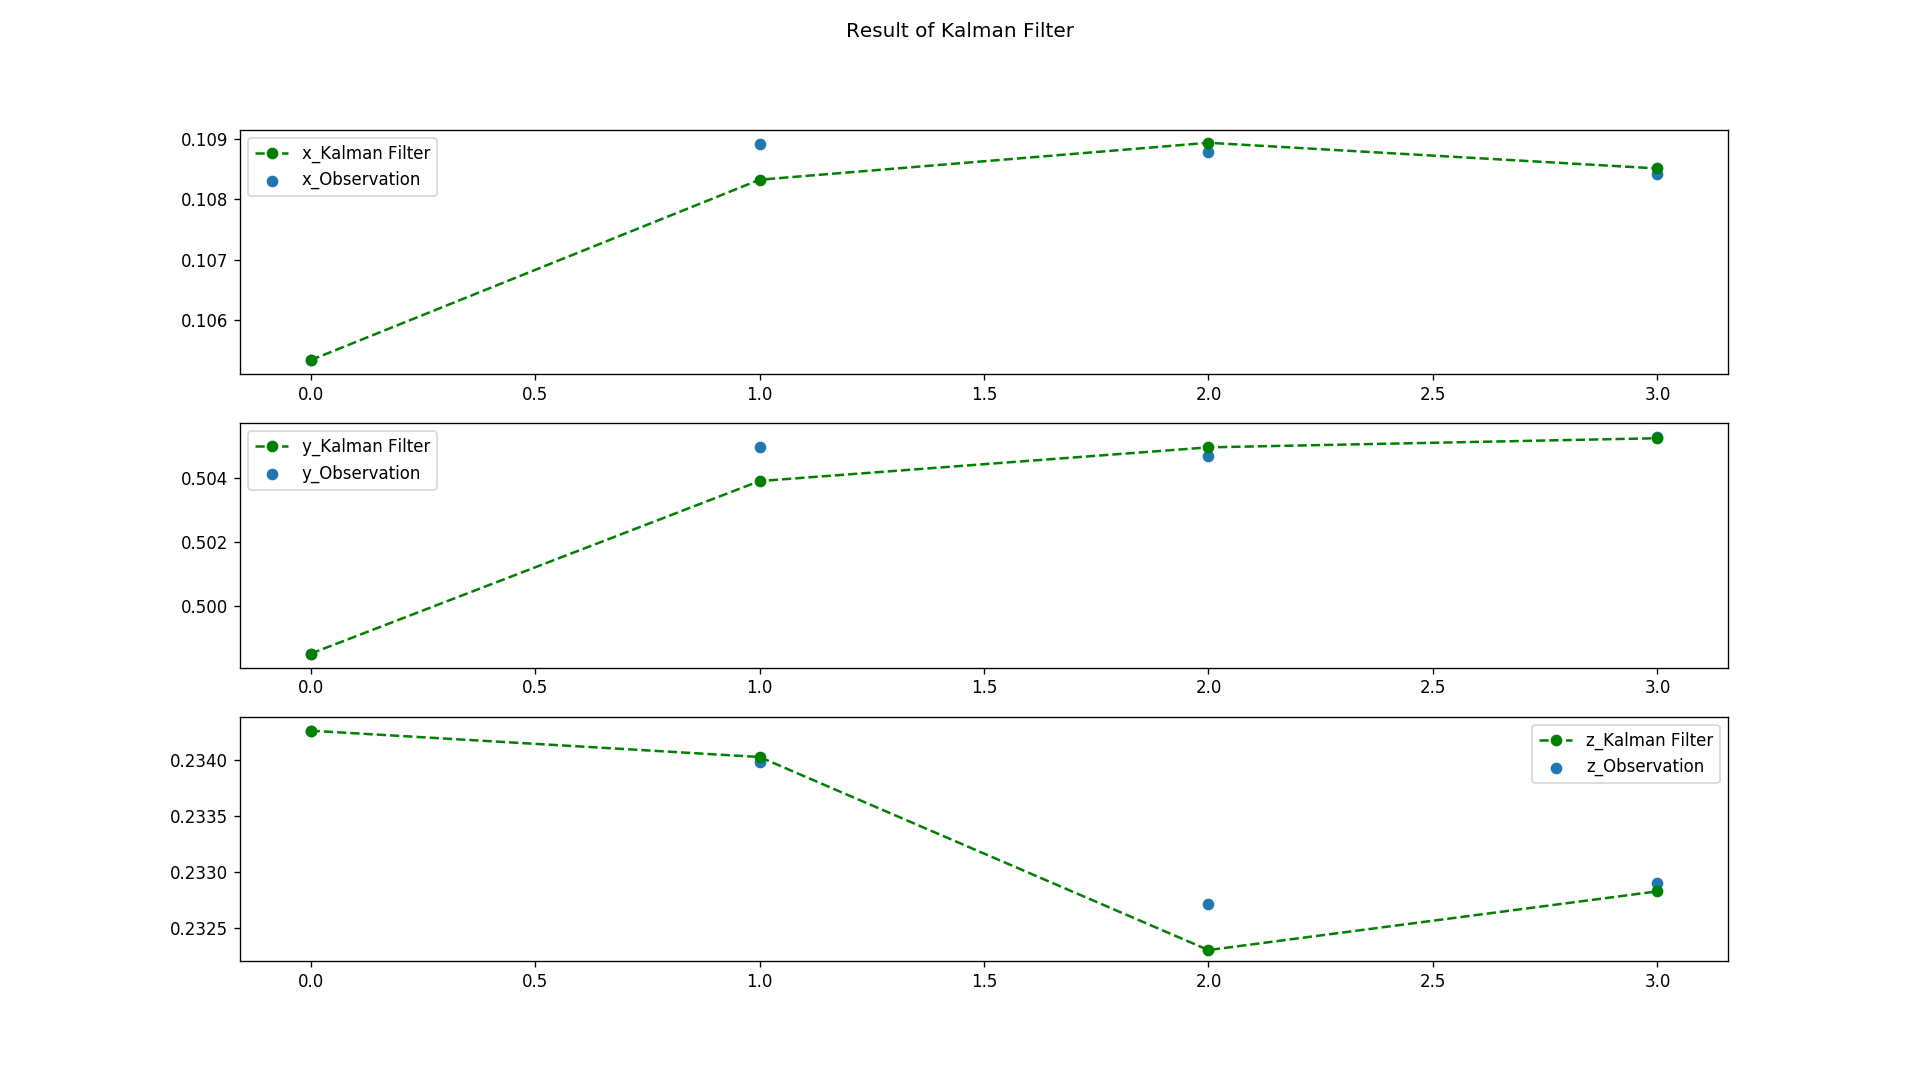 Result of Kalman Filter
0.109
0.108
0.107
0.106
x_Kalman Filter
x_Observation
0.0 0.5 1.0 1.5 2.0 2.5 3.0
0.504
0.502
0.500
y_Kalman Filter
y_Observation
0.0 0.5 1.0 1.5 2.0 2.5 3.0
0.2340
0.2335
0.2330
0.2325
z_Kalman Filter
z_Observation
0.0 0.5 1.0 1.5 2.0 2.5 3.0